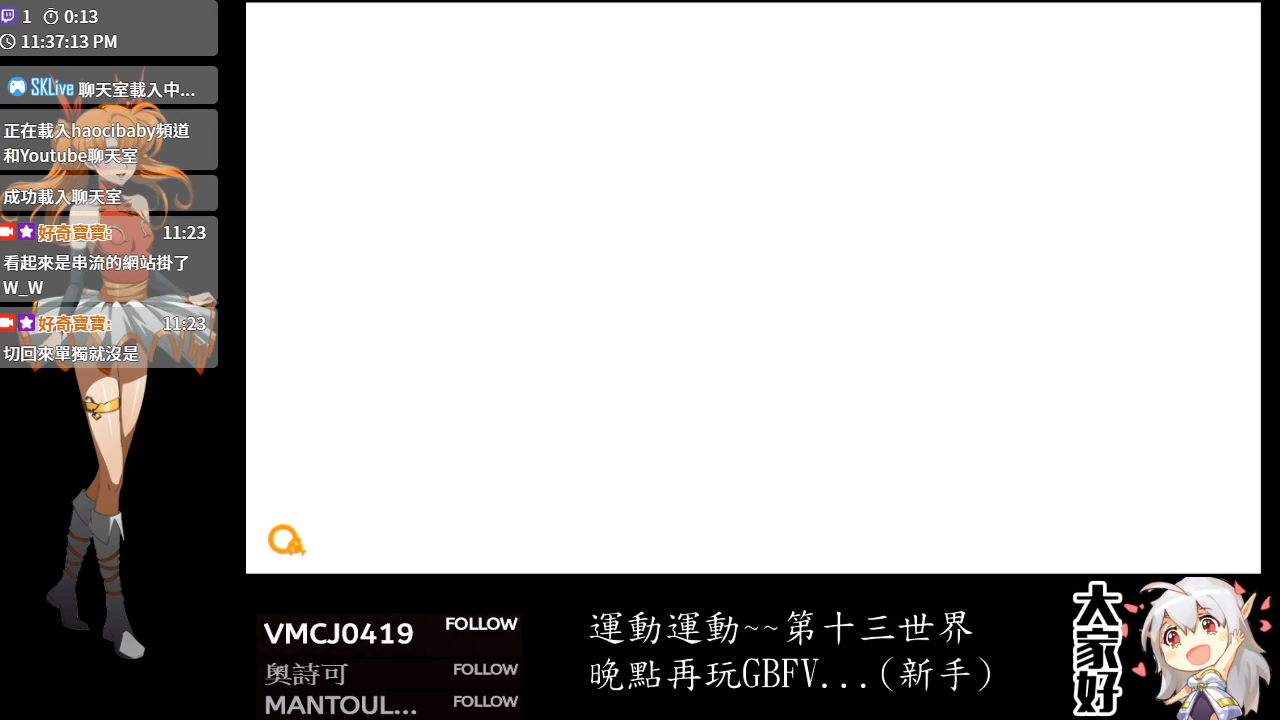 1 0:13
11:37:13 PM
SKLive 聊天室載入中...
正在載入haocibaby頻道
和Youtube聊天室
成功載入聊天室
好奇寶寶: 11:23
看起來是串流的網站掛了
W_W
好奇寶寶: 11:23
切回來單獨就沒是
VMCJ0419 FOLLOW
奧詩可 FOLLOW
MANTOUL... FOLLOW
運動運動~~第十三世界
晚點再玩GBFV...(新手)
大家好